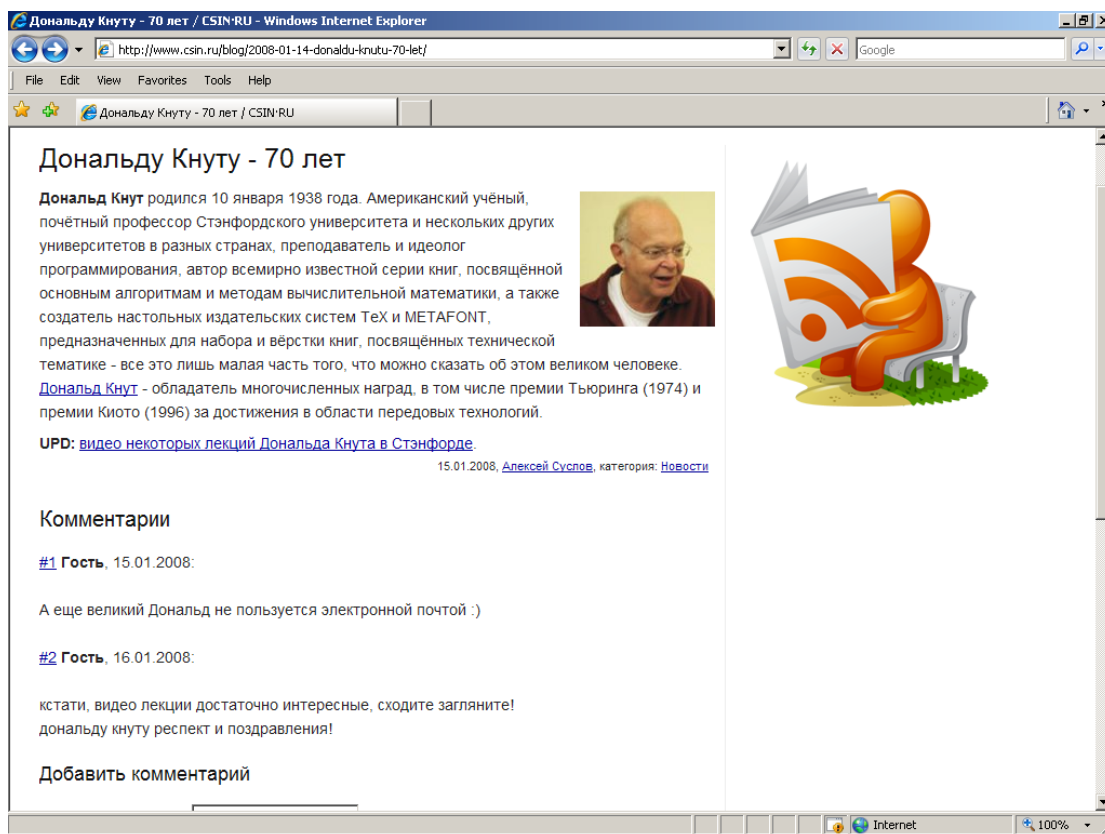 Дональду Кнуту - 70 лет / CSIN·RU - Windows Internet Explorer
http://www.csin.ru/blog/2008-01-14-donaldu-knutu-70-let/
Google
File Edit View Favorites Tools Help
Дональду Кнуту - 70 лет / CSIN·RU
Дональду Кнуту - 70 лет
Дональд Кнут родился 10 января 1938 года. Американский учёный,
почётный профессор Стэнфордского университета и нескольких других
университетов в разных странах, преподаватель и идеолог
программирования, автор всемирно известной серии книг, посвящённой
основным алгоритмам и методам вычислительной математики, а также
создатель настольных издательских систем TeX и METAFONT,
предназначенных для набора и вёрстки книг, посвящённых технической
тематике - все это лишь малая часть того, что можно сказать об этом великом человеке.
Дональд Кнут - обладатель многочисленных наград, в том числе премии Тьюринга (1974) и
премии Киото (1996) за достижения в области передовых технологий.
UPD: видео некоторых лекций Дональда Кнута в Стэнфорде.
15.01.2008, Алексей Суслов, категория: Новости
Комментарии
#1 Гость, 15.01.2008:
А еще великий Дональд не пользуется электронной почтой :)
#2 Гость, 16.01.2008:
кстати, видео лекции достаточно интересные, сходите загляните!
дональду кнуту респект и поздравления!
Добавить комментарий
Internet
100%